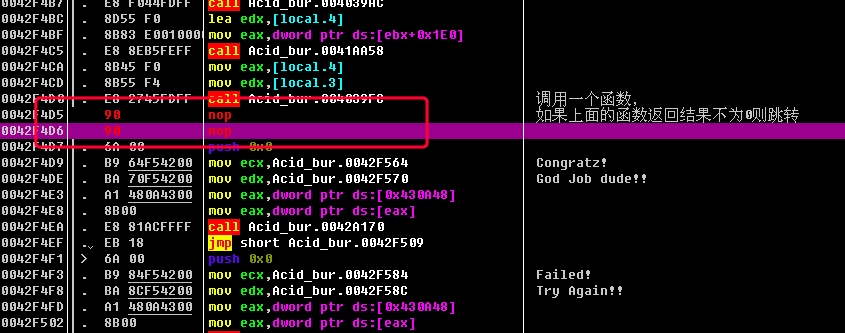 0042F4B7 . E8 F044FDFF call Acid_bur.004039AC
0042F4BC . 8D55 F0 lea edx,[local.4]
0042F4BF . 8B83 E0010000 mov eax,dword ptr ds:[ebx+0x1E0]
0042F4C5 . E8 8EB5FEFF call Acid_bur.0041AA58
0042F4CA . 8B45 F0 mov eax,[local.4]
0042F4CD . 8B55 F4 mov edx,[local.3]
0042F4D0 . E8 2745FDFF call Acid_bur.004039FC 调用一个函数,
0042F4D5 90 nop 如果上面的函数返回结果不为0则跳转
0042F4D6 90 nop
0042F4D7 . 6A 00 push 0x0
0042F4D9 . B9 64F54200 mov ecx,Acid_bur.0042F564 Congratz!
0042F4DE . BA 70F54200 mov edx,Acid_bur.0042F570 God Job dude!!
0042F4E3 . A1 480A4300 mov eax,dword ptr ds:[0x430A48]
0042F4E8 . 8B00 mov eax,dword ptr ds:[eax]
0042F4EA . E8 81ACFFFF call Acid_bur.0042A170
0042F4EF . EB 18 jmp short Acid_bur.0042F509
0042F4F1 > 6A 00 push 0x0
0042F4F3 . B9 84F54200 mov ecx,Acid_bur.0042F584 Failed!
0042F4F8 . BA 8CF54200 mov edx,Acid_bur.0042F58C Try Again!!
0042F4FD . A1 480A4300 mov eax,dword ptr ds:[0x430A48]
0042F502 . 8B00 mov eax,dword ptr ds:[eax]